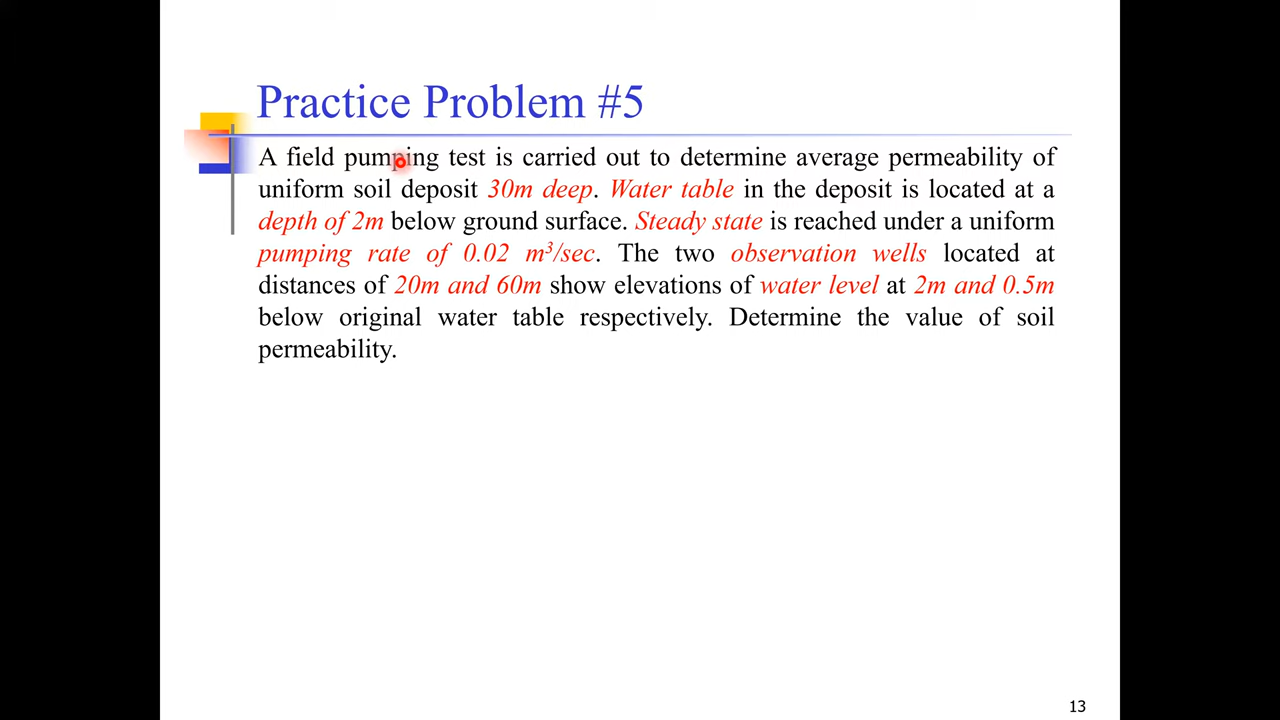 Practice Problem #5
A field pumping test is carried out to determine average permeability of
uniform soil deposit 30m deep. Water table in the deposit is located at a
depth of 2m below ground surface. Steady state is reached under a uniform
pumping rate of 0.02 m³/sec. The two observation wells located at
distances of 20m and 60m show elevations of water level at 2m and 0.5m
below original water table respectively. Determine the value of soil
permeability.
13